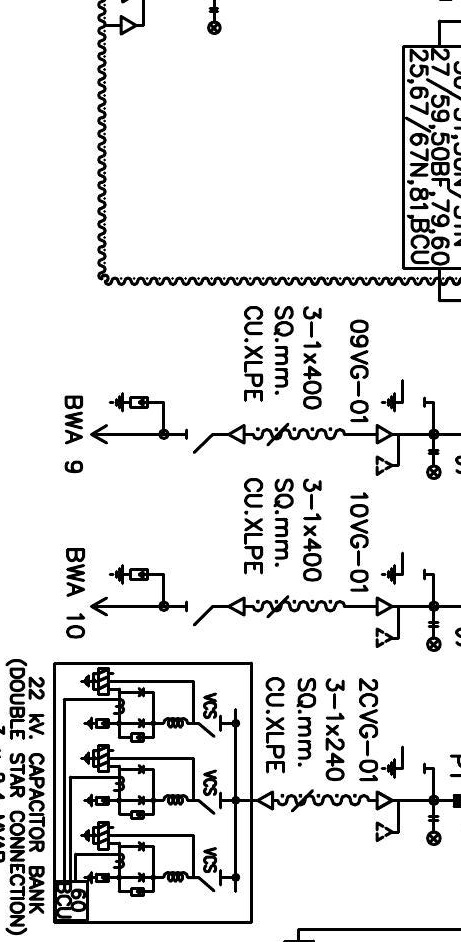 27/59,50BF,79,60
25,67/67N,81,BCU
09VG-01
3-1x400
SQ.mm.
CU.XLPE
BWA 9
10VG-01
3-1x400
SQ.mm.
CU.XLPE
BWA 10
2CVG-01
3-1x240
SQ.mm.
CU.XLPE
VCS
VCS
VCS
60
BCU
22 kV. CAPACITOR BANK
(DOUBLE STAR CONNECTION)